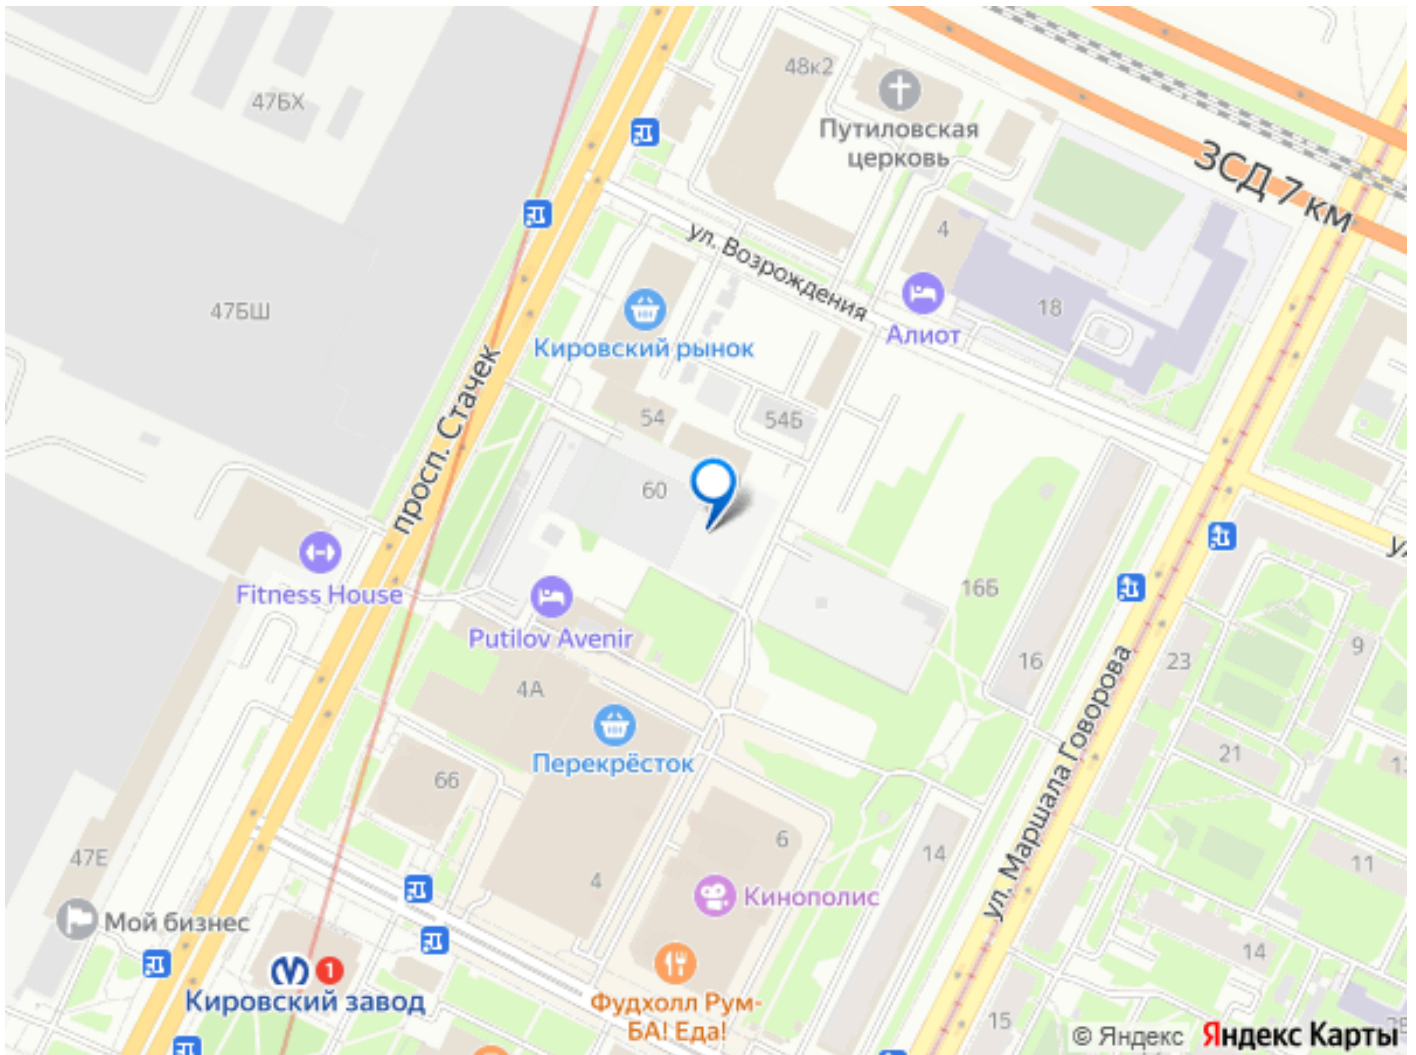 48к2
47БХ
Путиловская
церковь
ЗСД 7 км
4
ул. Возрождения
47БШ
18
Алиот
Кировский рынок
просп. Стачек
54
54Б
60
Fitness House
16Б
Putilov Avenir
9
16
23
4А
ул. Маршала Говорова
21
Перекрёсток
66
6
47Е
14
11
4
Кинополис
Мой бизнес
14
1
Кировский завод
Фудхолл Рум-
БА! Еда!
15
© Яндекс Яндекс Карты